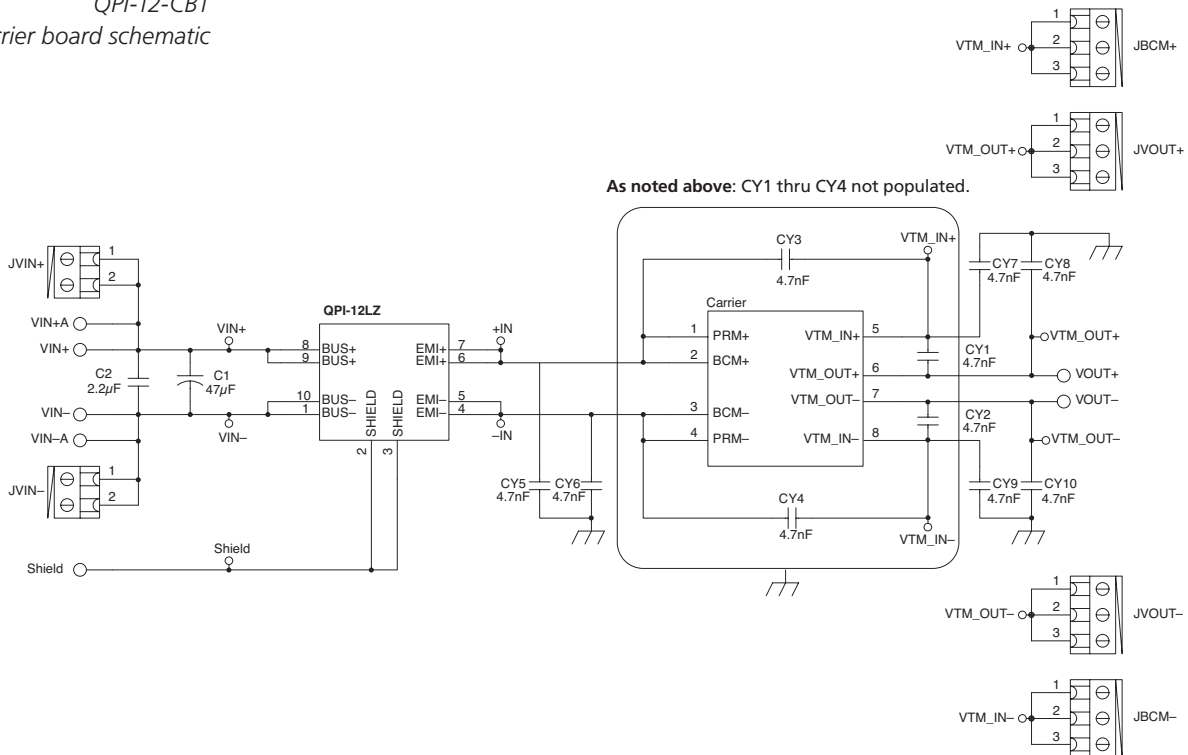 QPI-12-CB1
rrier board schematic
1
VTM_IN+
2
JBCM+
3
1
VTM_OUT+
2
JVOUT+
3
As noted above: CY1 thru CY4 not populated.
JVIN+
1
2
VIN+A
VIN+
VIN+
C2
2.2µF
C1
47µF
VIN–
VIN–A
VIN–
JVIN–
1
2
Shield
Shield
QPI-12LZ
8
BUS+
9
BUS+
10
BUS–
1
BUS–
SHIELD
SHIELD
2
3
EMI+
7
EMI+
6
EMI–
5
EMI–
4
+IN
–IN
CY5
4.7nF
CY6
4.7nF
CY3
4.7nF
VTM_IN+
Carrier
1
PRM+
2
BCM+
3
BCM–
4
PRM–
VTM_IN+
5
VTM_OUT+
6
VTM_OUT–
7
VTM_IN–
8
CY1
4.7nF
CY2
4.7nF
CY4
4.7nF
VTM_IN–
CY7
4.7nF
CY8
4.7nF
VTM_OUT+
VOUT+
VOUT–
VTM_OUT–
CY9
4.7nF
CY10
4.7nF
1
VTM_OUT–
2
JVOUT–
3
1
VTM_IN–
2
JBCM–
3